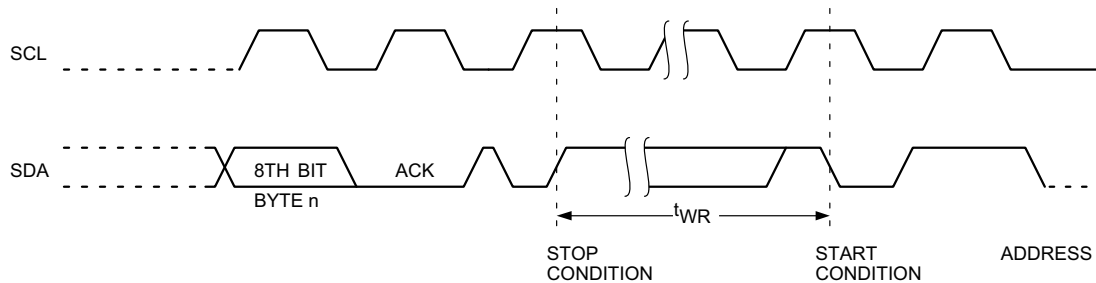 SCL
SDA
8TH BIT
ACK
BYTE n
tWR
STOP
CONDITION
START
CONDITION
ADDRESS